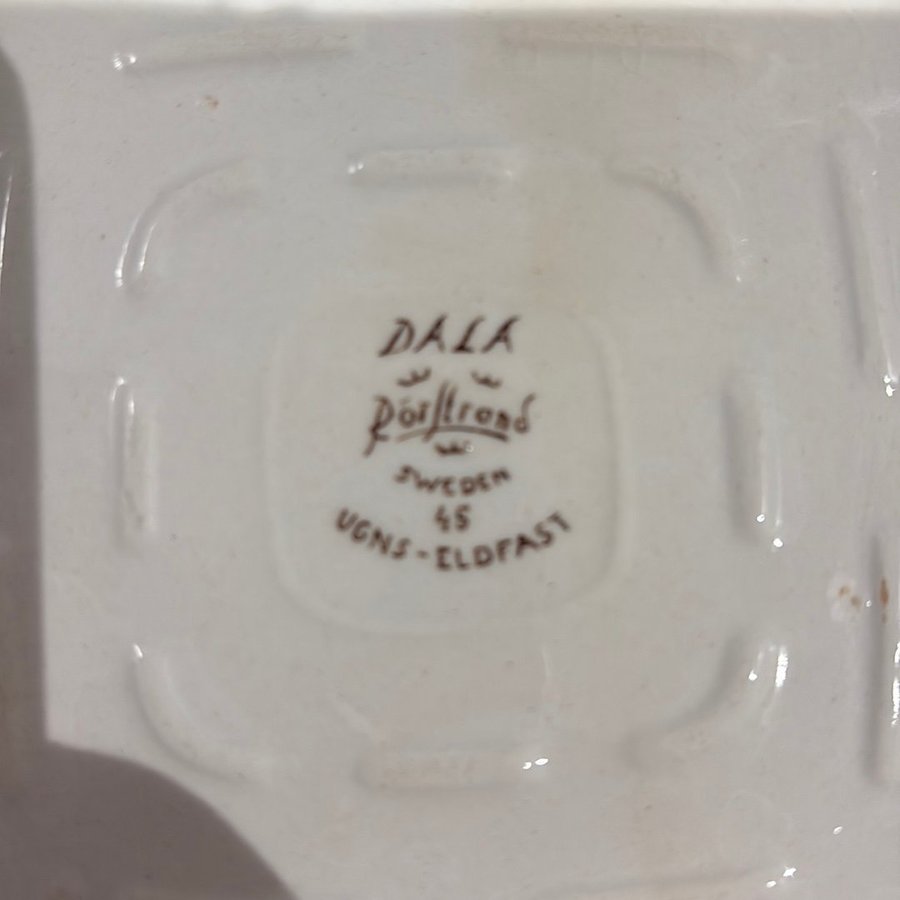 DALA
Rörstrand
SWEDEN
45
UGNS-ELDFAST